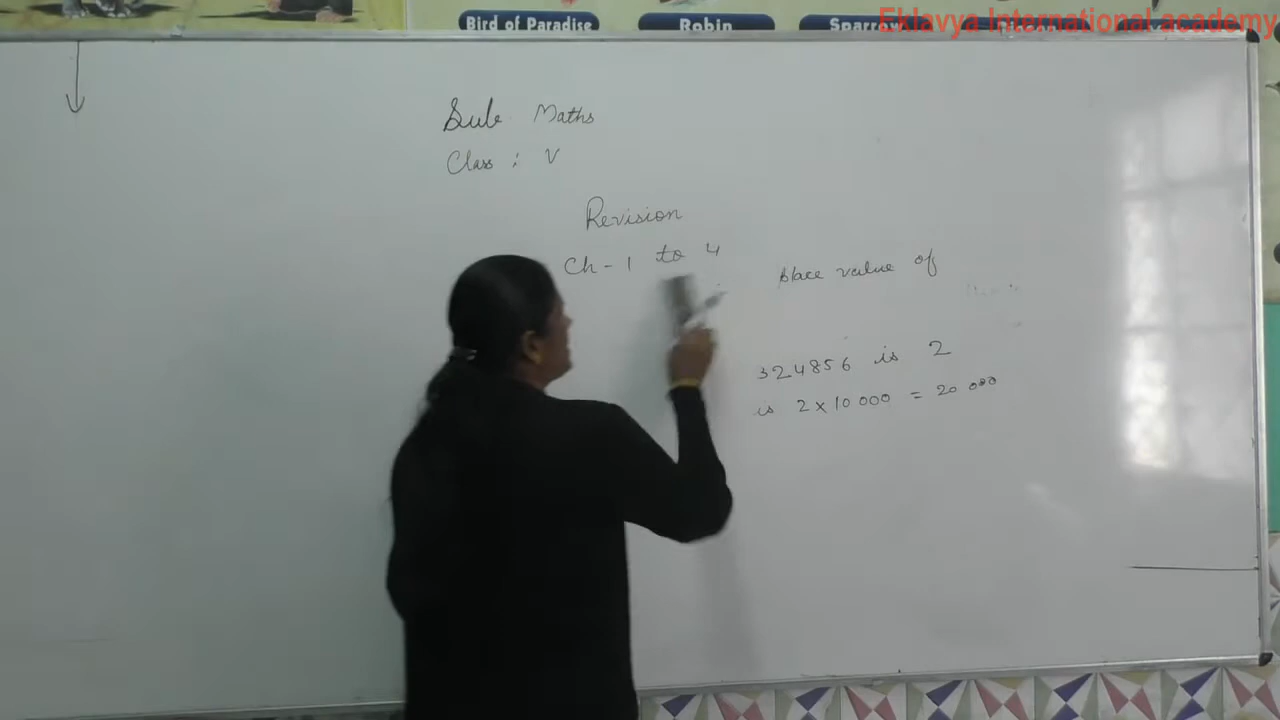 Bird of Paradise
Robin
Sparrow
Eklavya International academy
Sub Maths
Class : V
Revision
Ch - 1 to 4
place value of
324856 is 2
is 2 x 10 000 = 20 000